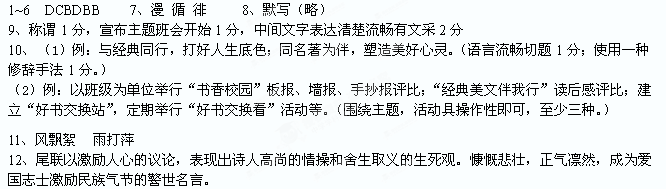 1~6  DCBDBB   7、漫 循 徘   8、默写（略）
9、称谓 1 分，宣布主题班会开始 1 分，中间文字表达清楚流畅有文采 2 分
10、（1）例：与经典同行，打好人生底色；同名著为伴，塑造美好心灵。（语言流畅切题 1 分；使用一种
修辞手法 1 分。）
（2）例：以班级为单位举行“书香校园”板报、墙报、手抄报评比；“经典美文伴我行”读后感评比；建
立“好书交换站”，定期举行“好书交换看”活动等。（围绕主题，活动具操作性即可，至少三种。）
11、风飘絮   雨打萍
12、尾联以激励人心的议论，表现出诗人高尚的情操和舍生取义的生死观。慷慨悲壮，正气凛然，成为爱
国志士激励民族气节的警世名言。